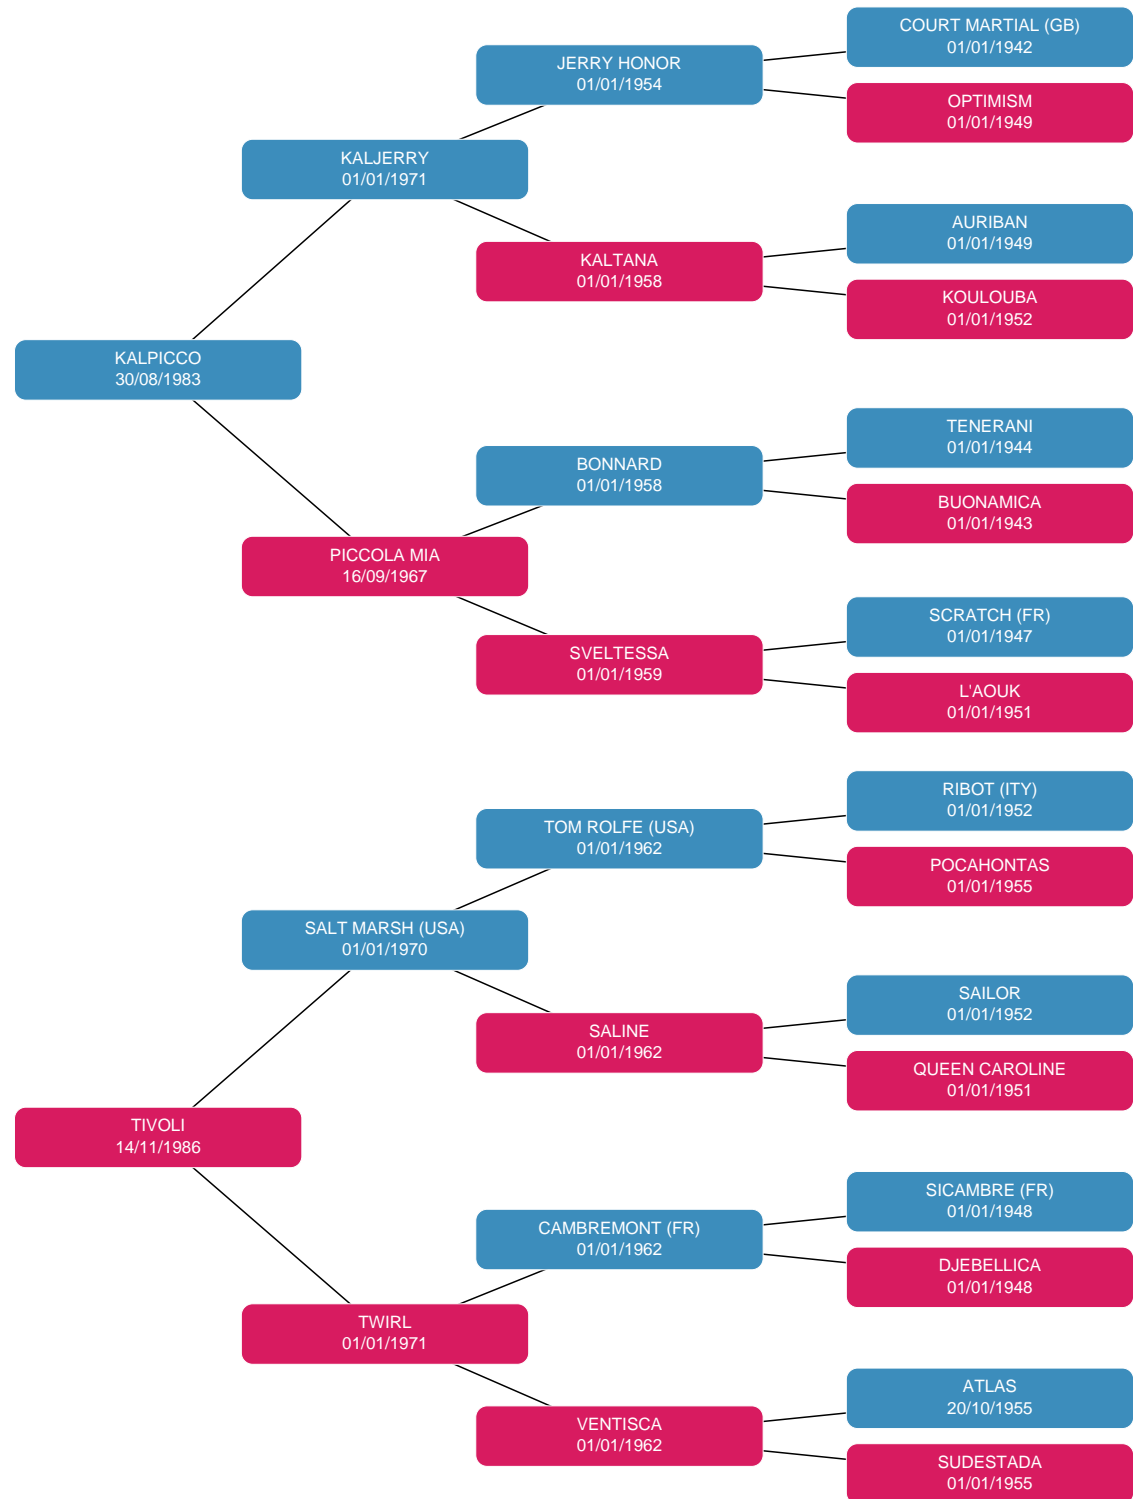 COURT MARTIAL (GB)
01/01/1942
JERRY HONOR
01/01/1954
OPTIMISM
01/01/1949
KALJERRY
01/01/1971
AURIBAN
01/01/1949
KALTANA
01/01/1958
KOULOUBA
01/01/1952
KALPICCO
30/08/1983
TENERANI
01/01/1944
BONNARD
01/01/1958
BUONAMICA
01/01/1943
PICCOLA MIA
16/09/1967
SCRATCH (FR)
01/01/1947
SVELTESSA
01/01/1959
L'AOUK
01/01/1951
RIBOT (ITY)
01/01/1952
TOM ROLFE (USA)
01/01/1962
POCAHONTAS
01/01/1955
SALT MARSH (USA)
01/01/1970
SAILOR
01/01/1952
SALINE
01/01/1962
QUEEN CAROLINE
01/01/1951
TIVOLI
14/11/1986
SICAMBRE (FR)
01/01/1948
CAMBREMONT (FR)
01/01/1962
DJEBELLICA
01/01/1948
TWIRL
01/01/1971
ATLAS
20/10/1955
VENTISCA
01/01/1962
SUDESTADA
01/01/1955